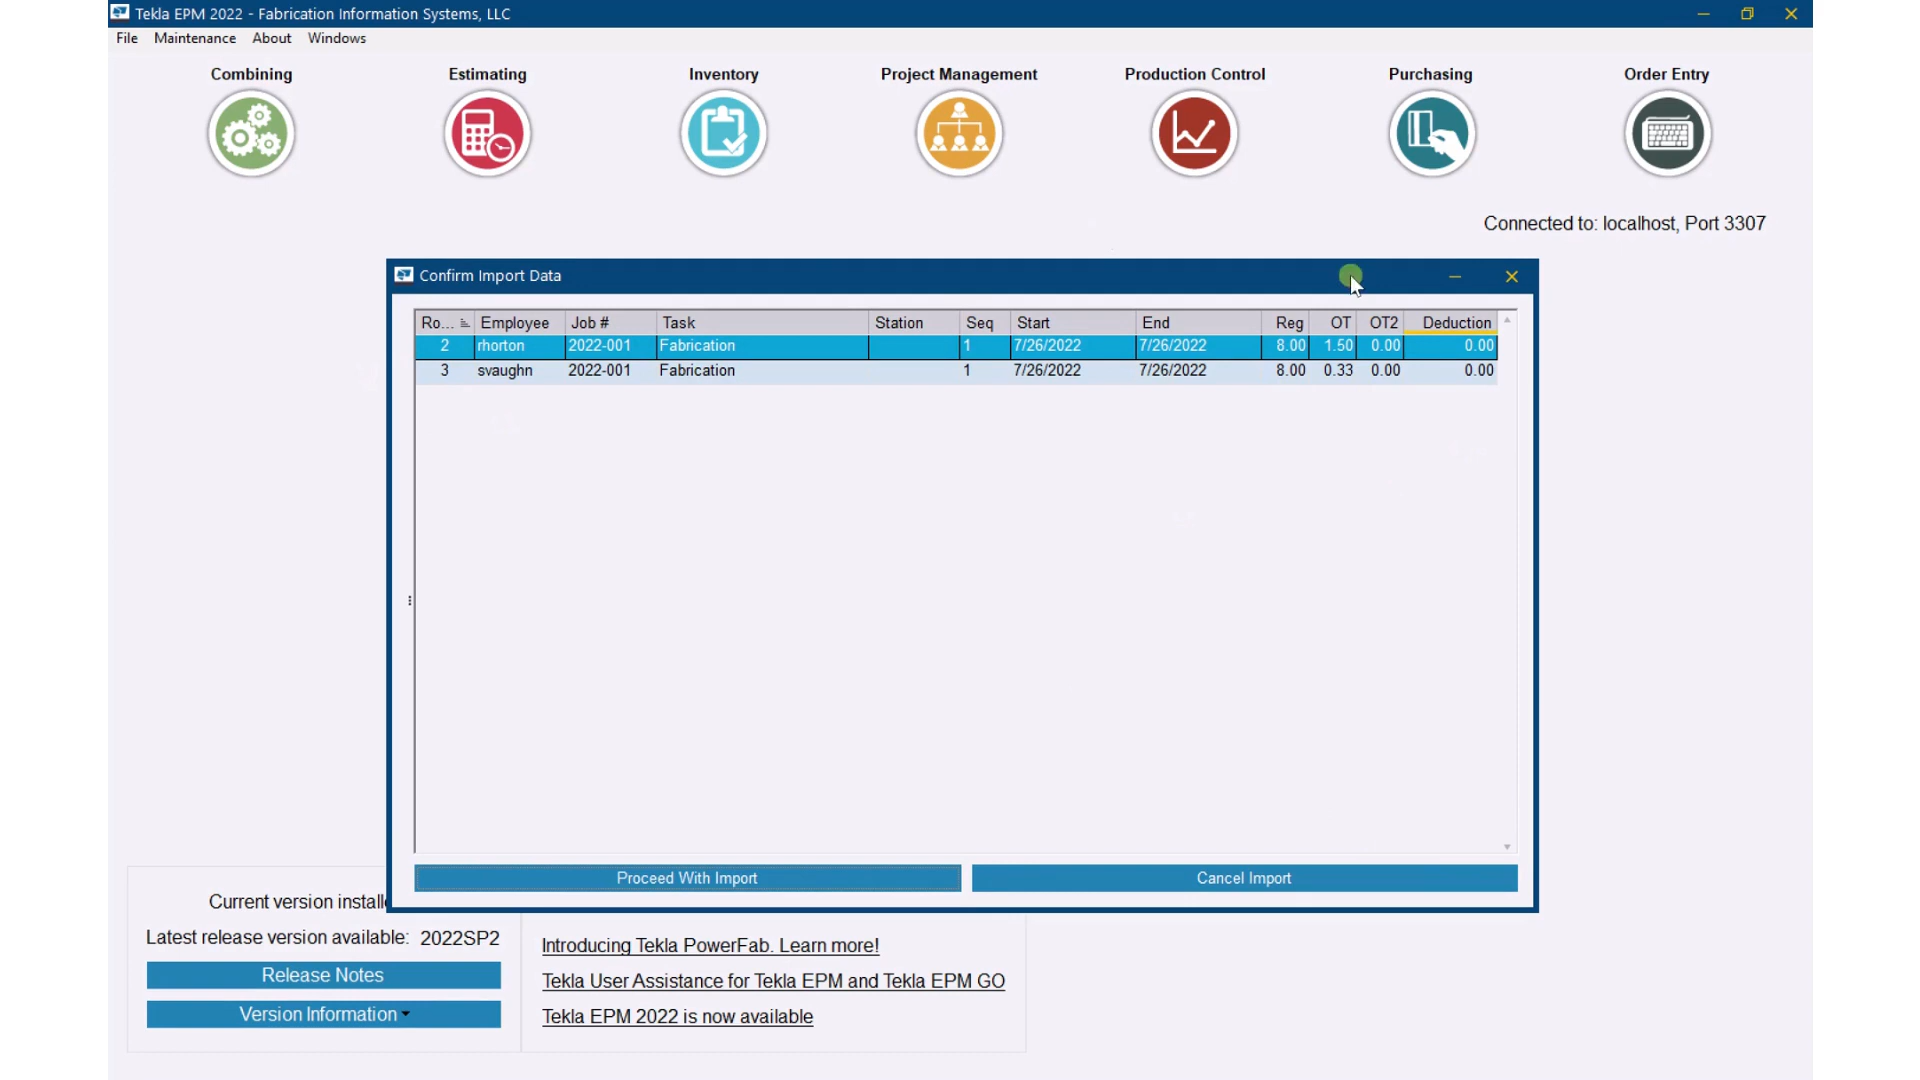 Tekla EPM 2022 - Fabrication Information Systems, LLC
File Maintenance About Windows
Combining Estimating Inventory Project Management Production Control Purchasing Order Entry
Connected to: localhost, Port 3307
Confirm Import Data
Ro... Employee Job # Task Station Seq Start End Reg OT OT2 Deduction
2 rhorton 2022-001 Fabrication 1 7/26/2022 7/26/2022 8.00 1.50 0.00 0.00
3 svaughn 2022-001 Fabrication 1 7/26/2022 7/26/2022 8.00 0.33 0.00 0.00
Proceed With Import Cancel Import
Current version
Latest release version available: 2022SP2
Release Notes
Version Information
Introducing Tekla PowerFab. Learn more!
Tekla User Assistance for Tekla EPM and Tekla EPM GO
Tekla EPM 2022 is now available